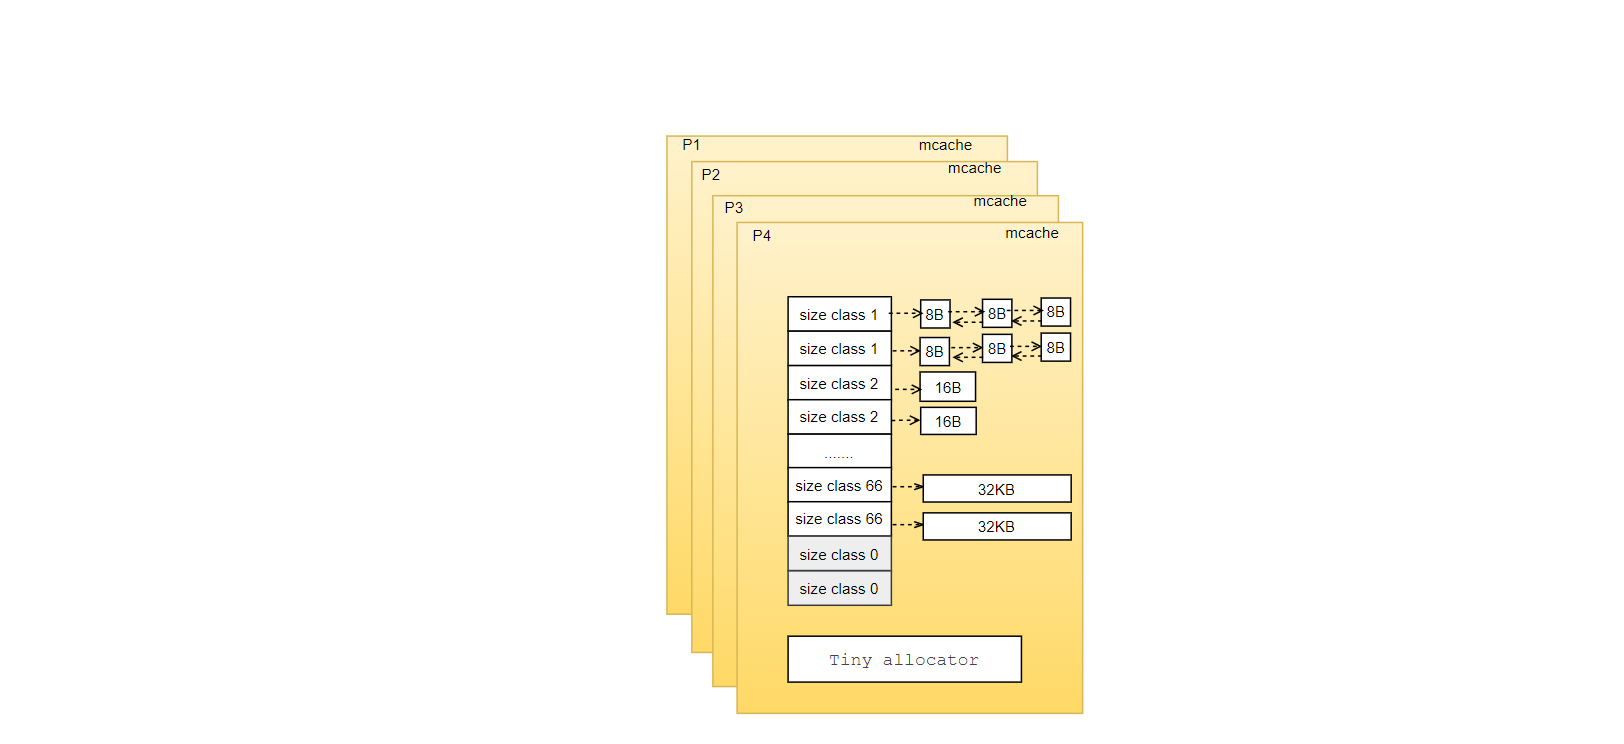 P1 mcache
P2 mcache
P3 mcache
P4 mcache
size class 1 8B 8B 8B
size class 1 8B 8B 8B
size class 2 16B
size class 2 16B
.......
size class 66 32KB
size class 66 32KB
size class 0
size class 0
Tiny allocator